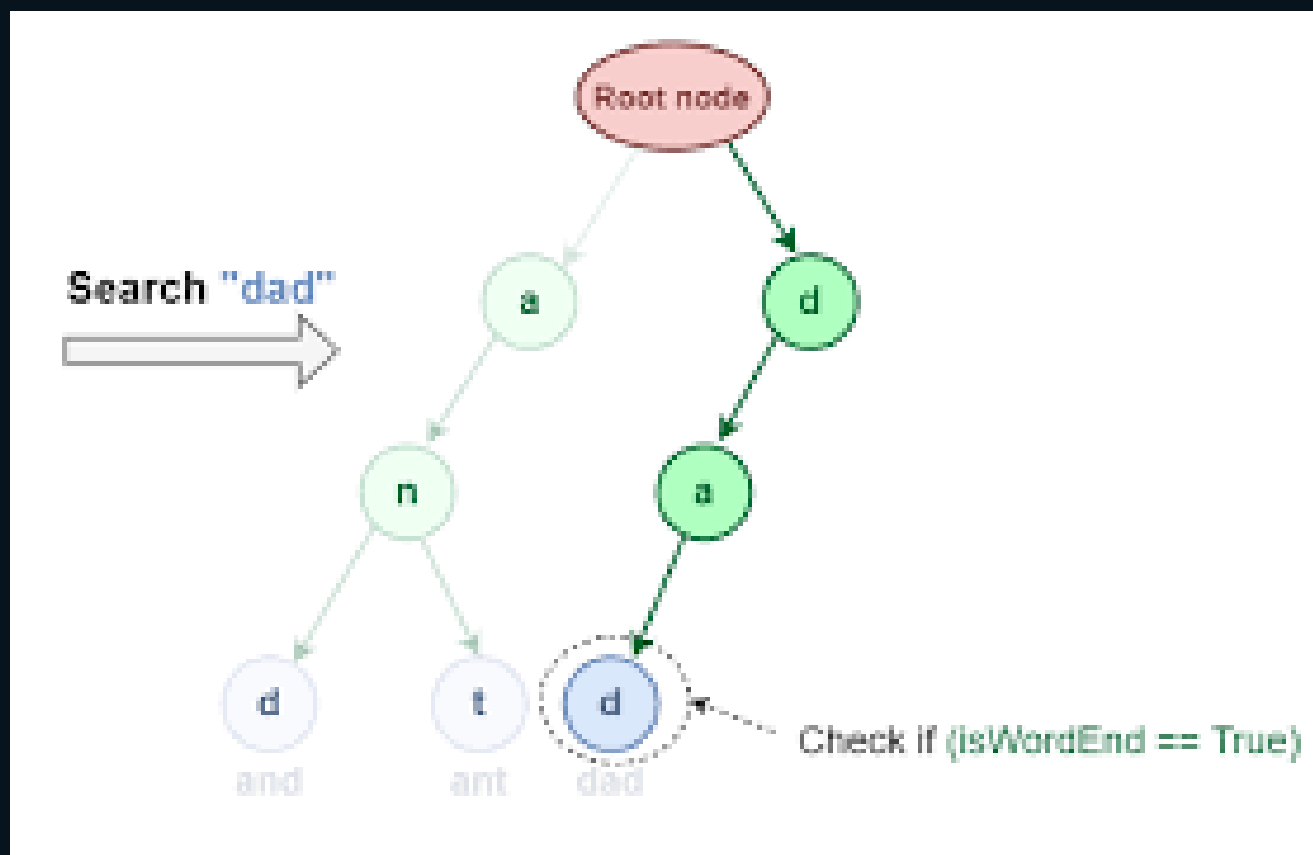 Root node
Search "dad"
a
d
n
a
d
t
d
Check if (isWordEnd == True)
and
ant
dad